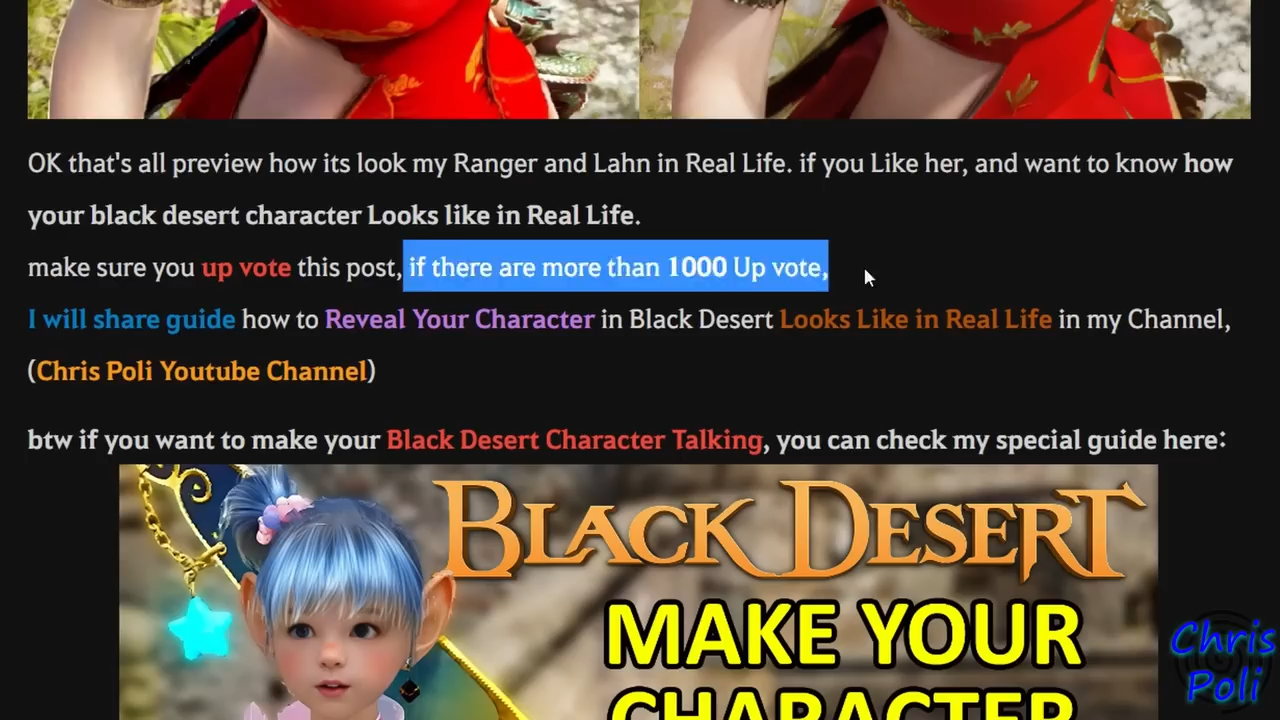 OK that's all preview how its look my Ranger and Lahn in Real Life. if you Like her, and want to know how
your black desert character Looks like in Real Life.
make sure you up vote this post, if there are more than 1000 Up vote,
I will share guide how to Reveal Your Character in Black Desert Looks Like in Real Life in my Channel,
(Chris Poli Youtube Channel)
btw if you want to make your Black Desert Character Talking, you can check my special guide here:
BLACK DESERT
MAKE YOUR
CHARACTER
Chris
Poli